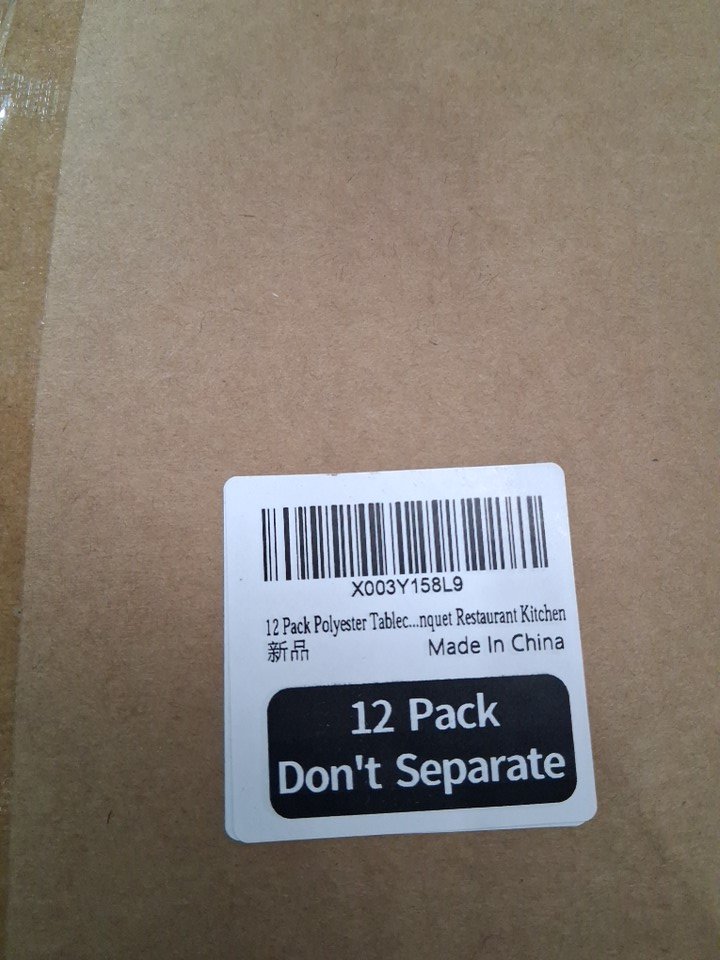 X003Y158L9
12 Pack Polyester Tablec...nquet Restaurant Kitchen
新品 Made In China
12 Pack
Don't Separate